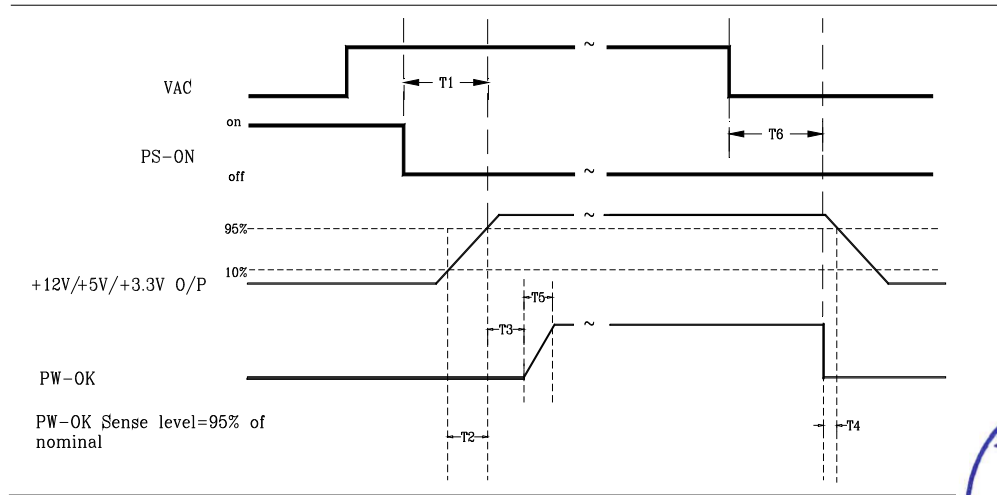 VAC
T1
T6
on
PS-ON
off
~
~
~
~
95%
10%
+12V/+5V/+3.3V O/P
T5
T3
PW-OK
PW-OK Sense level=95% of
nominal
T2
T4